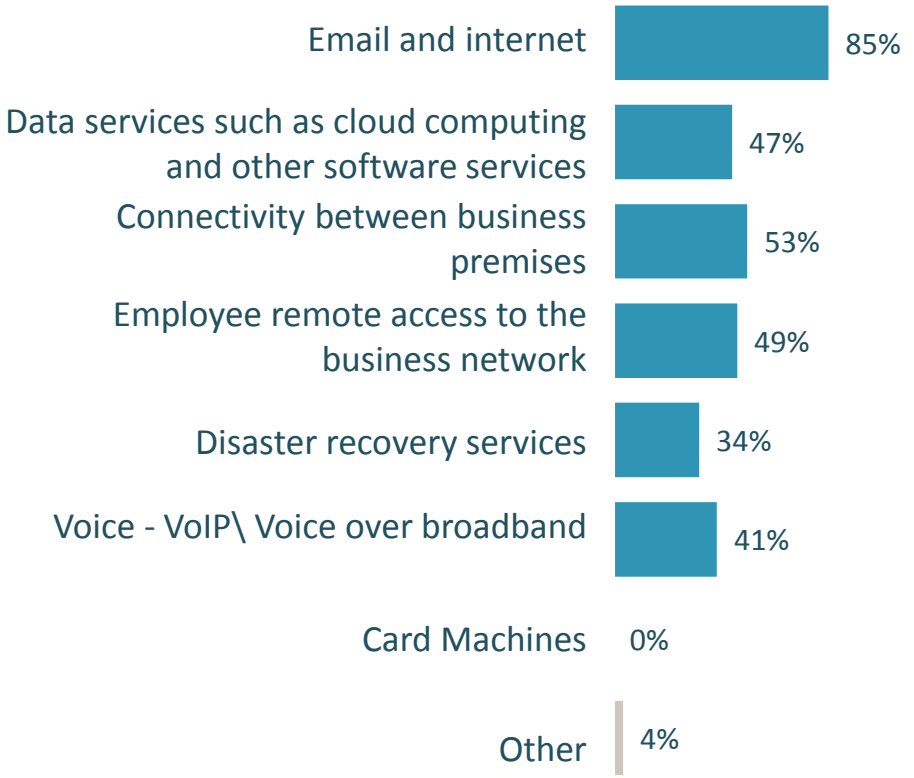 Email and internet
85%
Data services such as cloud computing
and other software services
47%
Connectivity between business
premises
53%
Employee remote access to the
business network
49%
Disaster recovery services
34%
Voice - VoIP\ Voice over broadband
41%
Card Machines
0%
Other
4%